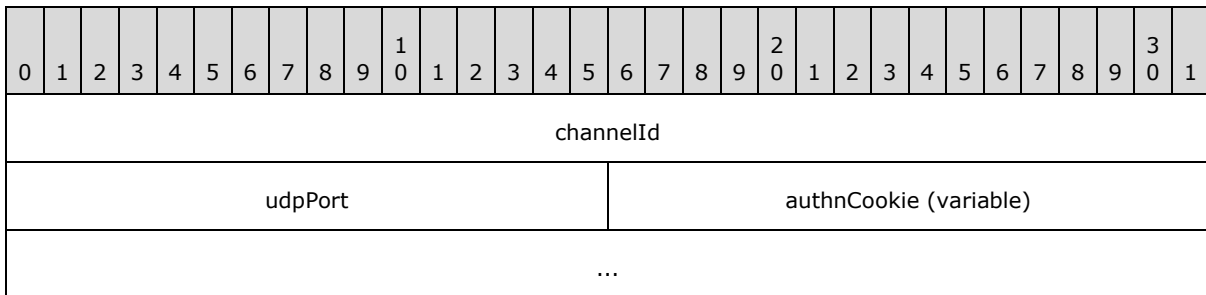 0 1 2 3 4 5 6 7 8 9 1 0 1 2 3 4 5 6 7 8 9 2 0 1 2 3 4 5 6 7 8 9 3 0 1
channelId
udpPort authnCookie (variable)
...